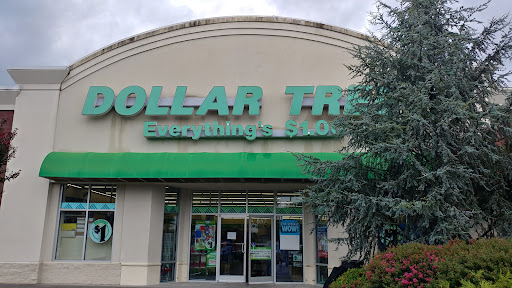 DOLLAR TRE
Everything's $1.0
$1
WOW!